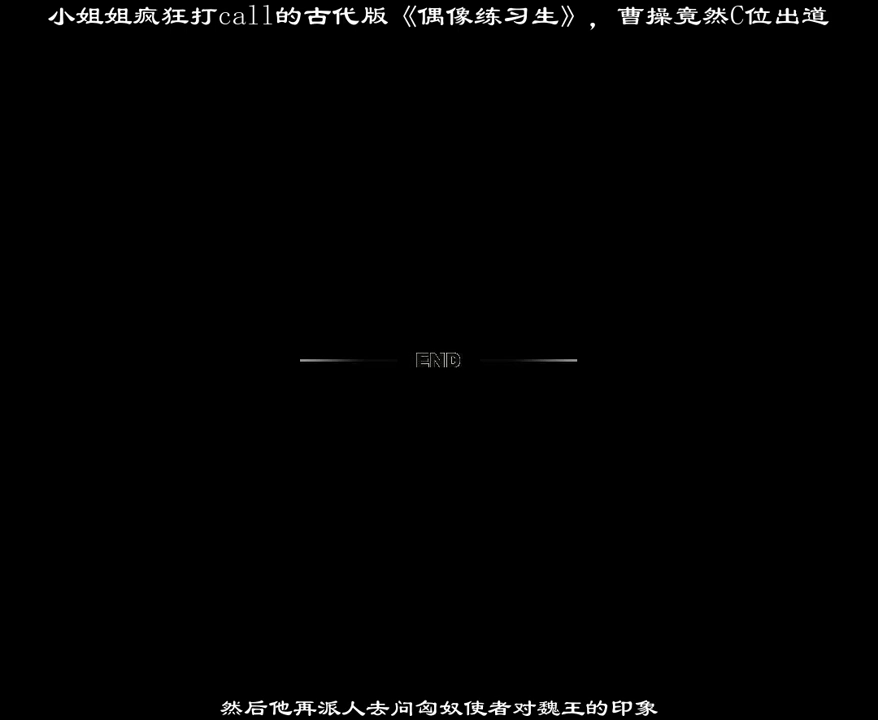 小姐姐疯狂打call的古代版《偶像练习生》，曹操竟然C位出道
END
然后他再派人去问匈奴使者对魏王的印象